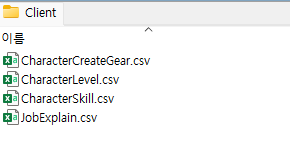 Client
이름
CharacterCreateGear.csv
CharacterLevel.csv
CharacterSkill.csv
JobExplain.csv